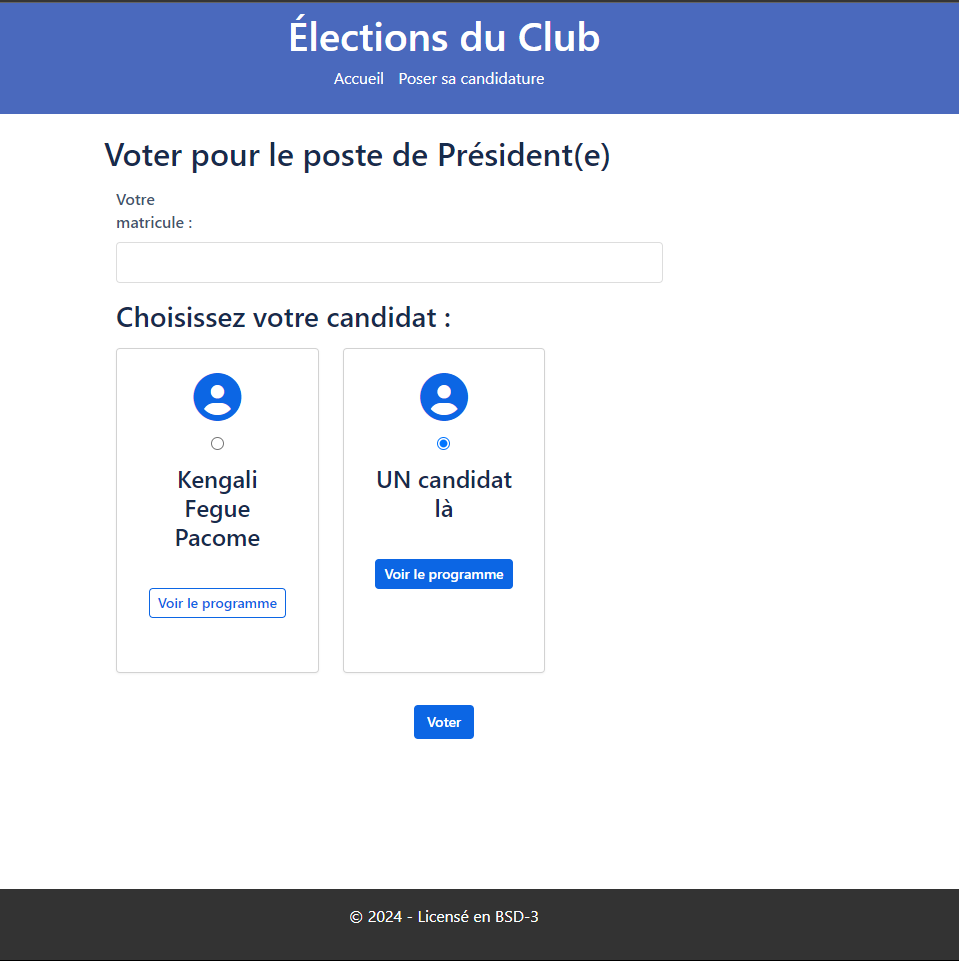 Élections du Club
Accueil Poser sa candidature
Voter pour le poste de Président(e)
Votre
matricule :
Choisissez votre candidat :
Kengali
Fegue
Pacome
Voir le programme
UN candidat
là
Voir le programme
Voter
© 2024 - Licensé en BSD-3